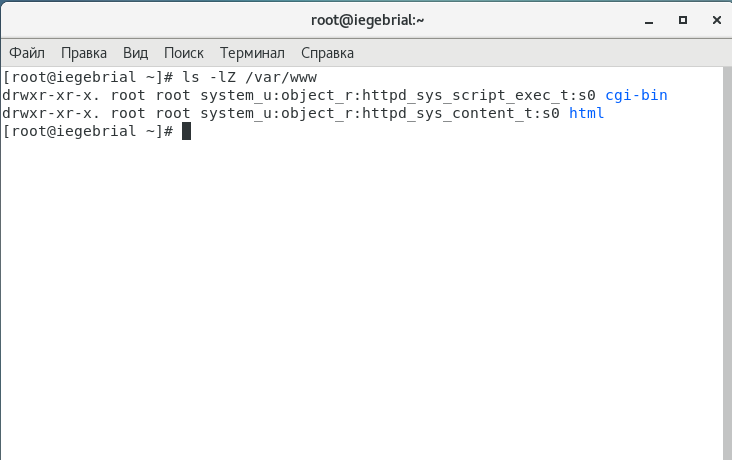 root@iegebrial:~
Файл Правка Вид Поиск Терминал Справка
[root@iegebrial ~]# ls -lZ /var/www
drwxr-xr-x. root root system_u:object_r:httpd_sys_script_exec_t:s0 cgi-bin
drwxr-xr-x. root root system_u:object_r:httpd_sys_content_t:s0 html
[root@iegebrial ~]#